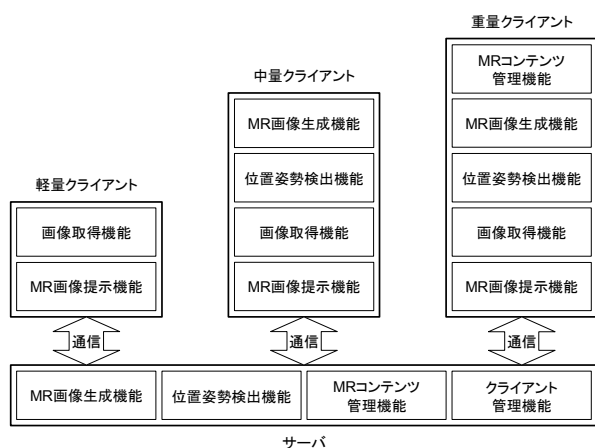 重量クライアント
MRコンテンツ
管理機能
MR画像生成機能
位置姿勢検出機能
画像取得機能
MR画像提示機能
中量クライアント
MR画像生成機能
位置姿勢検出機能
画像取得機能
MR画像提示機能
軽量クライアント
画像取得機能
MR画像提示機能
通信
通信
通信
MR画像生成機能
位置姿勢検出機能
MRコンテンツ
管理機能
クライアント
管理機能
サーバ